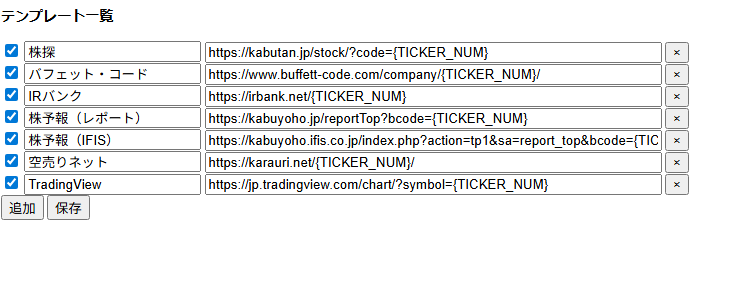 テンプレート一覧
株探 https://kabutan.jp/stock/?code={TICKER_NUM} ×
バフェット・コード https://www.buffett-code.com/company/{TICKER_NUM}/ ×
IRバンク https://irbank.net/{TICKER_NUM} ×
株予報（レポート） https://kabuyoho.jp/reportTop?bcode={TICKER_NUM} ×
株予報（IFIS） https://kabuyoho.ifis.co.jp/index.php?action=tp1&sa=report_top&bcode={TIC ×
空売りネット https://karauri.net/{TICKER_NUM}/ ×
TradingView https://jp.tradingview.com/chart/?symbol={TICKER_NUM} ×
追加 保存